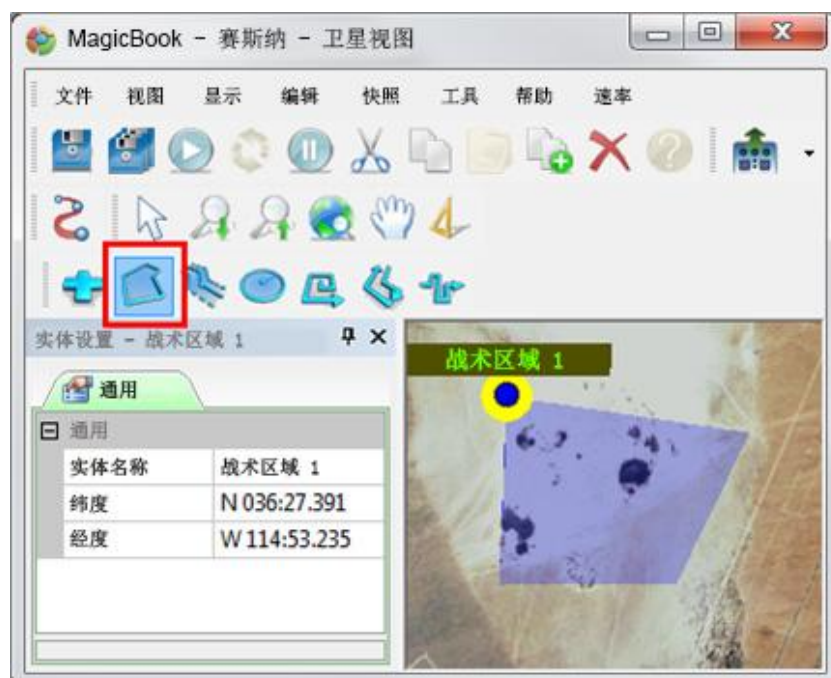 MagicBook - 赛斯纳 - 卫星视图
文件 视图 显示 编辑 快照 工具 帮助 速率
实体设置 - 战术区域 1
战术区域 1
通用
通用
实体名称 战术区域 1
纬度 N 036:27.391
经度 W 114:53.235